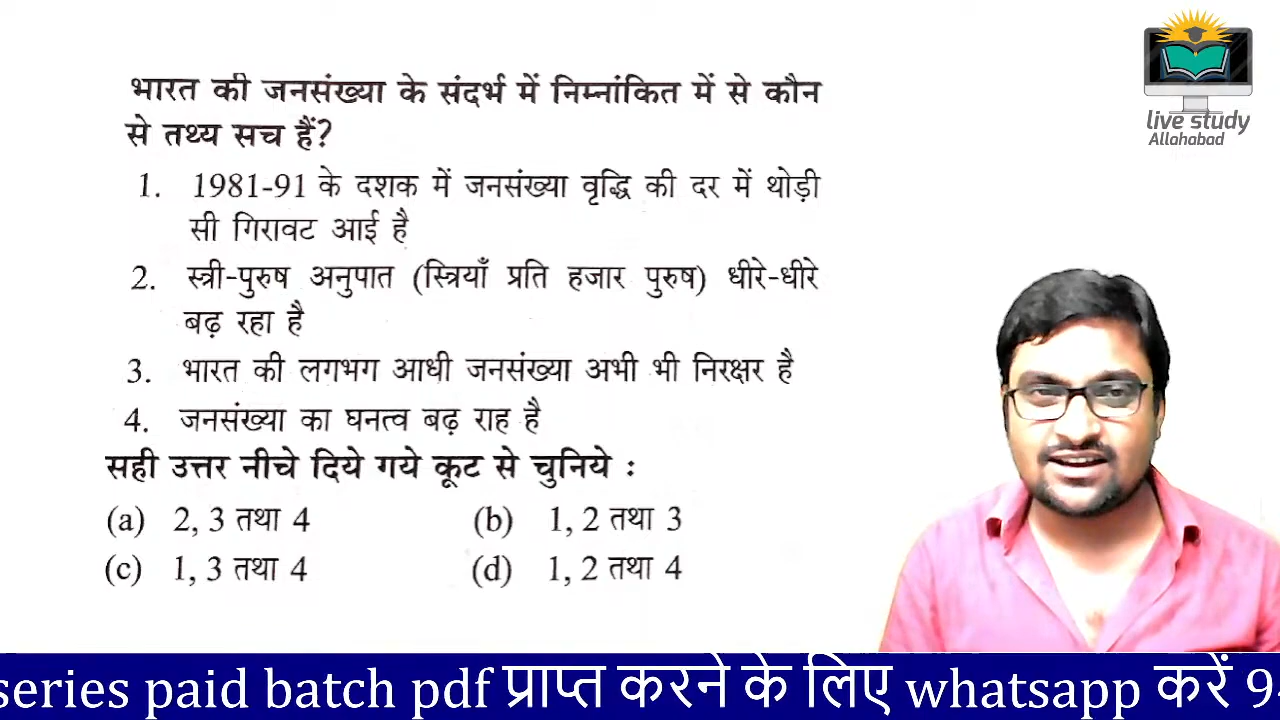 live study
Allahabad
भारत की जनसंख्या के संदर्भ में निम्नांकित में से कौन
से तथ्य सच हैं?
1. 1981-91 के दशक में जनसंख्या वृद्धि की दर में थोड़ी
सी गिरावट आई है
2. स्त्री-पुरुष अनुपात (स्त्रियाँ प्रति हजार पुरुष) धीरे-धीरे
बढ़ रहा है
3. भारत की लगभग आधी जनसंख्या अभी भी निरक्षर है
4. जनसंख्या का घनत्व बढ़ राह है
सही उत्तर नीचे दिये गये कूट से चुनिये :
(a) 2, 3 तथा 4 (b) 1, 2 तथा 3
(c) 1, 3 तथा 4 (d) 1, 2 तथा 4
series paid batch pdf प्राप्त करने के लिए whatsapp करें 9